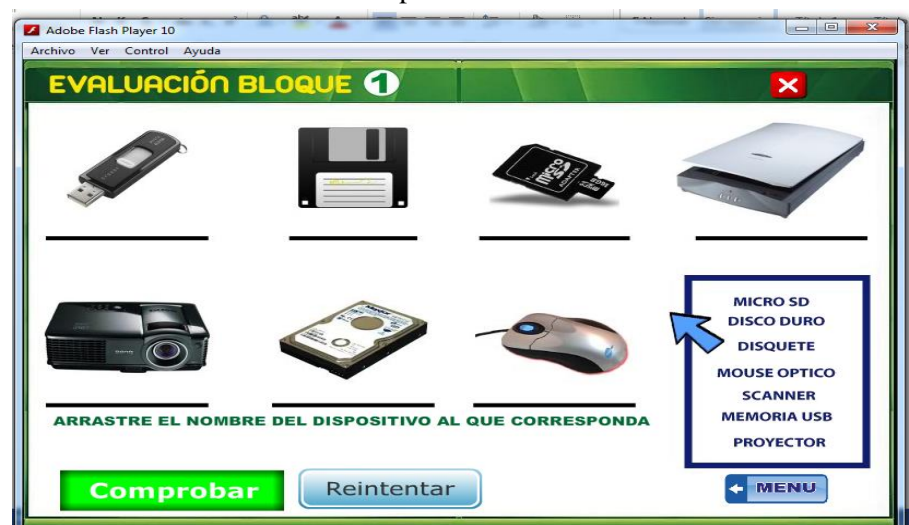 Adobe Flash Player 10
Archivo Ver Control Ayuda
EVALUACIÓN BLOQUE 1
MICRO SD
DISCO DURO
DISQUETE
MOUSE OPTICO
SCANNER
MEMORIA USB
PROYECTOR
ARRASTRE EL NOMBRE DEL DISPOSITIVO AL QUE CORRESPONDA
Comprobar
Reintentar
MENU